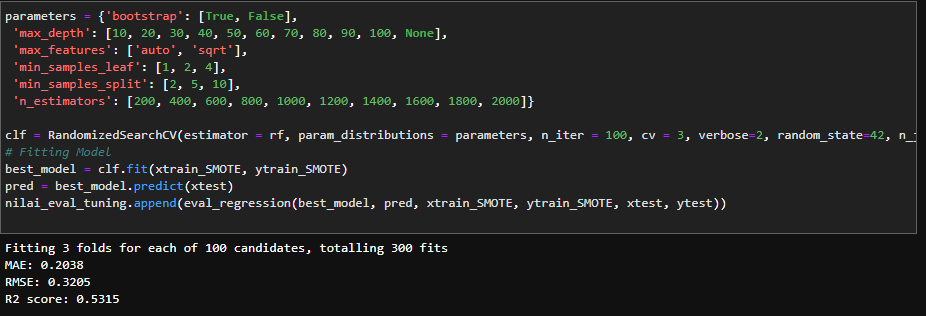 parameters = {'bootstrap': [True, False],
 'max_depth': [10, 20, 30, 40, 50, 60, 70, 80, 90, 100, None],
 'max_features': ['auto', 'sqrt'],
 'min_samples_leaf': [1, 2, 4],
 'min_samples_split': [2, 5, 10],
 'n_estimators': [200, 400, 600, 800, 1000, 1200, 1400, 1600, 1800, 2000]}
clf = RandomizedSearchCV(estimator = rf, param_distributions = parameters, n_iter = 100, cv = 3, verbose=2, random_state=42, n_
# Fitting Model
best_model = clf.fit(xtrain_SMOTE, ytrain_SMOTE)
pred = best_model.predict(xtest)
nilai_eval_tuning.append(eval_regression(best_model, pred, xtrain_SMOTE, ytrain_SMOTE, xtest, ytest))
Fitting 3 folds for each of 100 candidates, totalling 300 fits
MAE: 0.2038
RMSE: 0.3205
R2 score: 0.5315